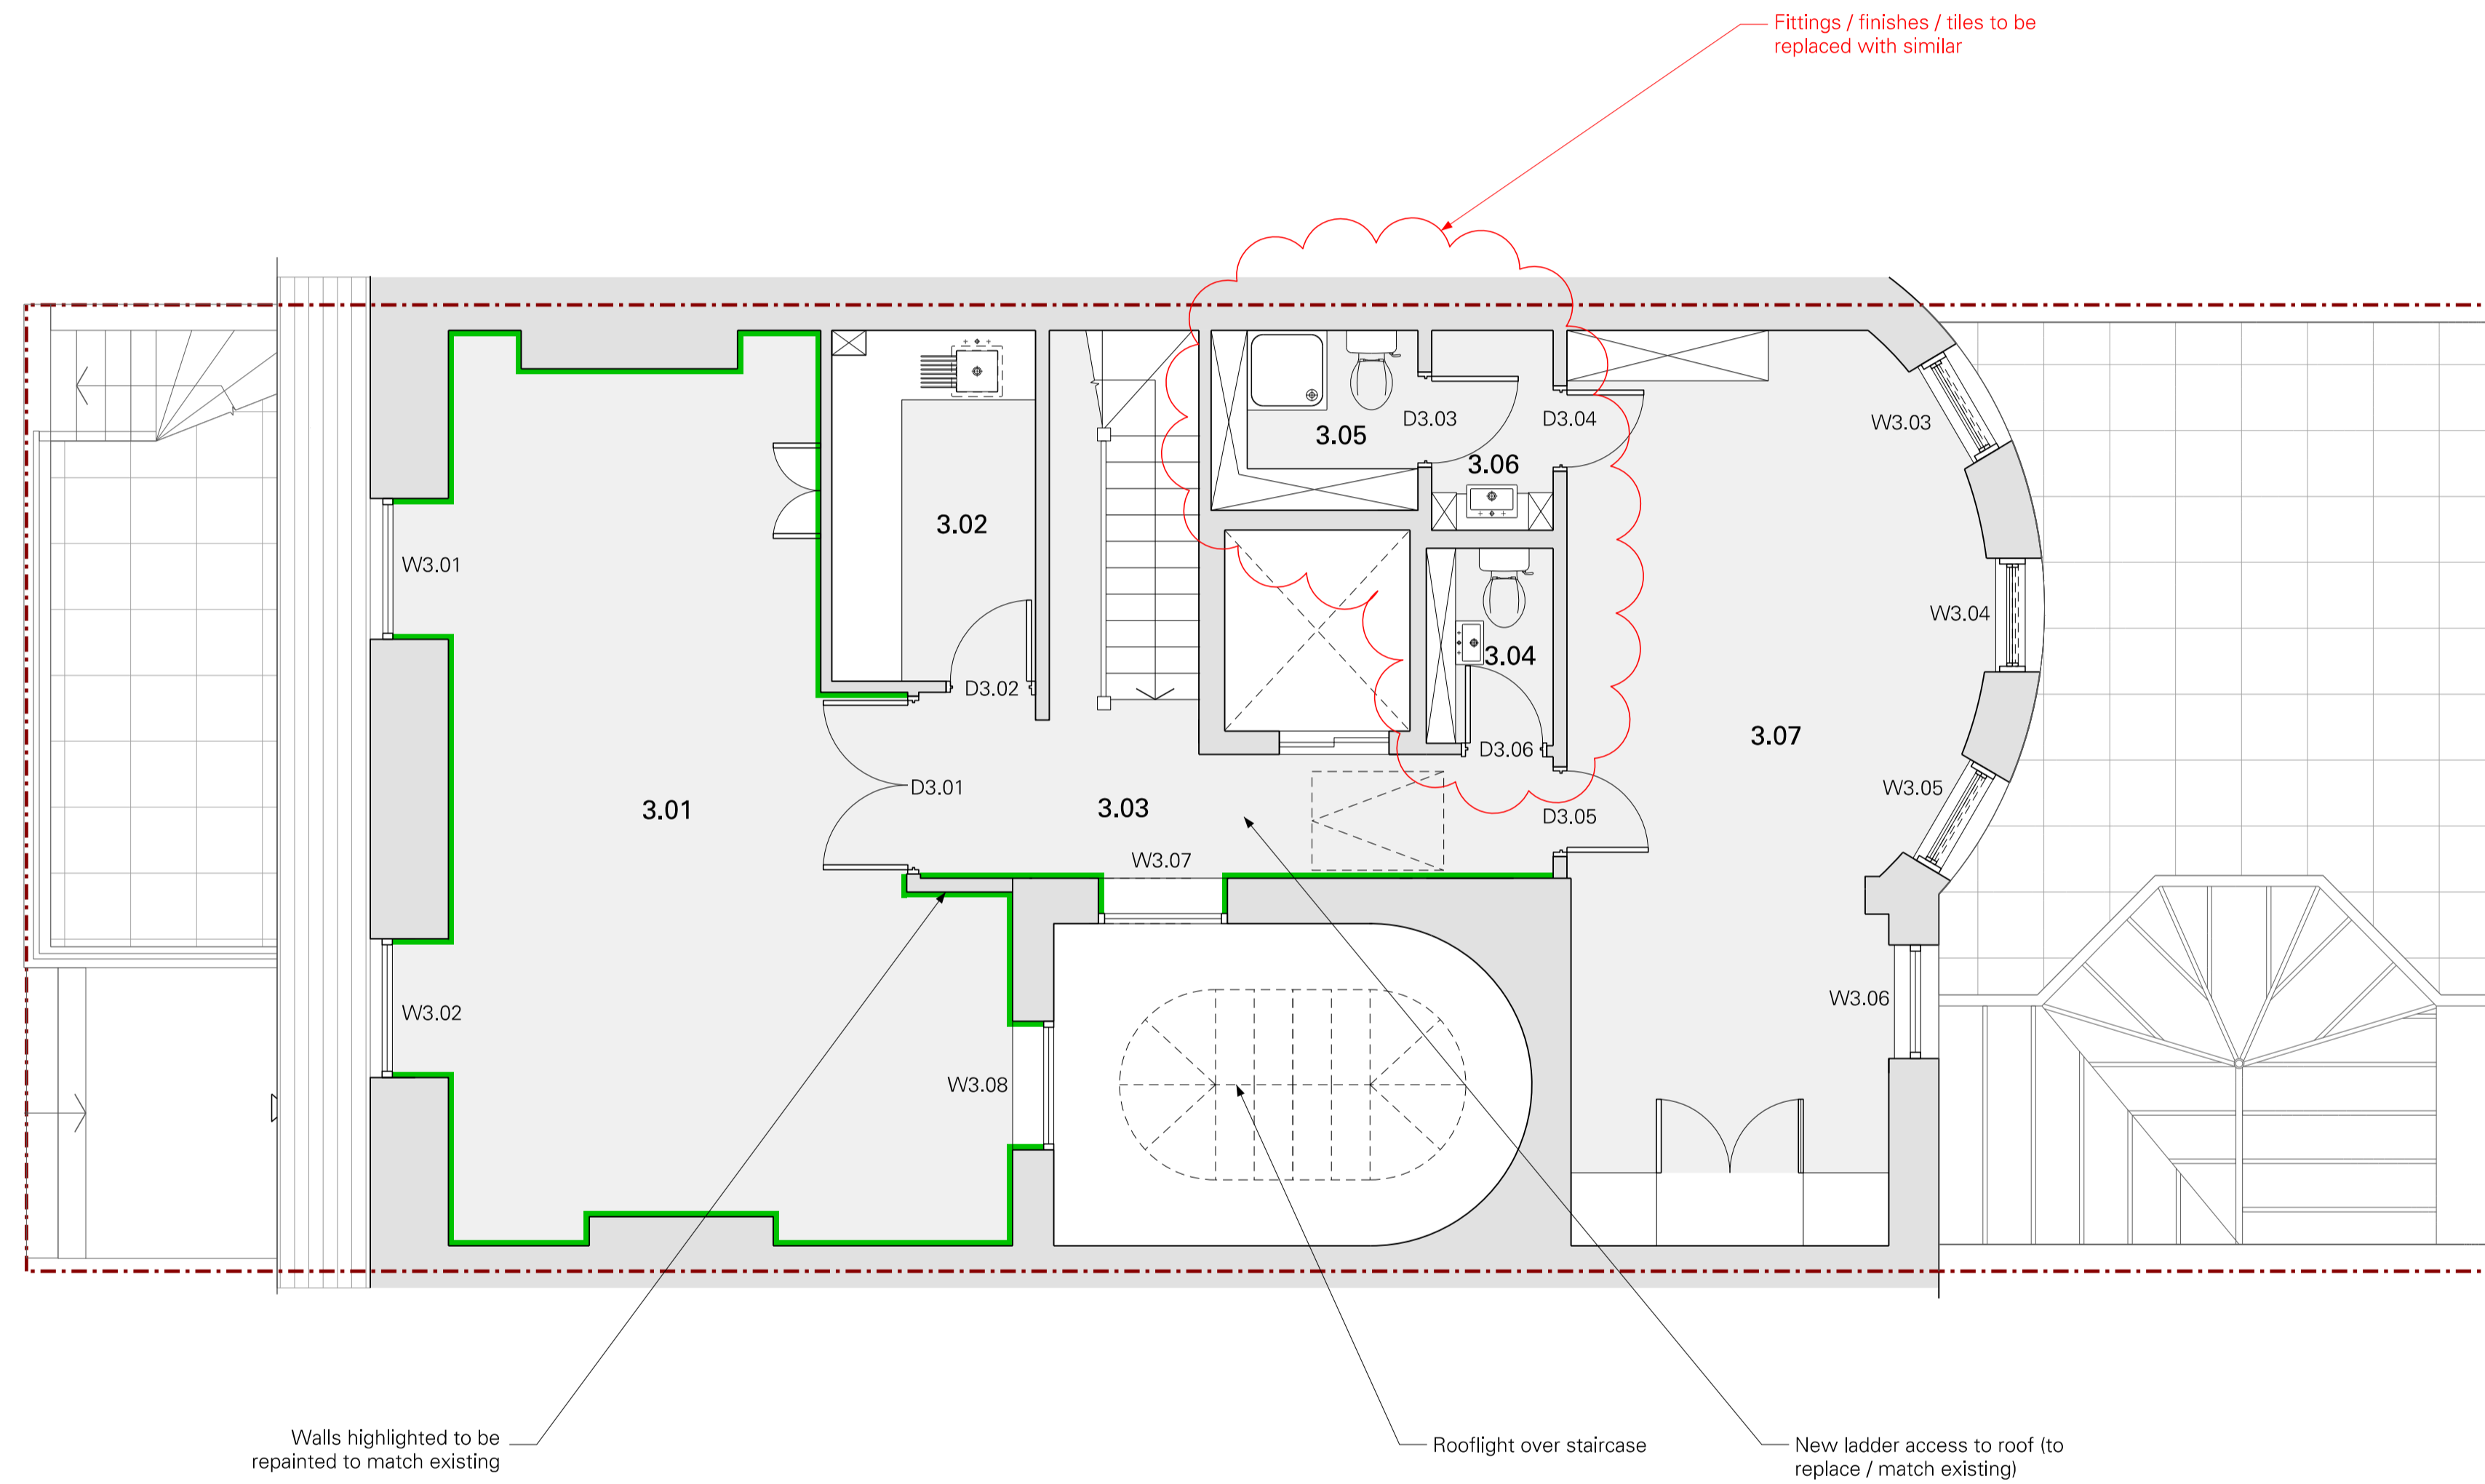 Fittings / finishes / tiles to be
replaced with similar
W3.03
D3.03
D3.04
3.05
3.06
3.02
W3.01
W3.04
3.04
D3.02
3.07
D3.06
D3.01
W3.05
3.01
3.03
D3.05
W3.07
W3.06
W3.02
W3.08
Walls highlighted to be
repainted to match existing
Rooflight over staircase
New ladder access to roof (to
replace / match existing)